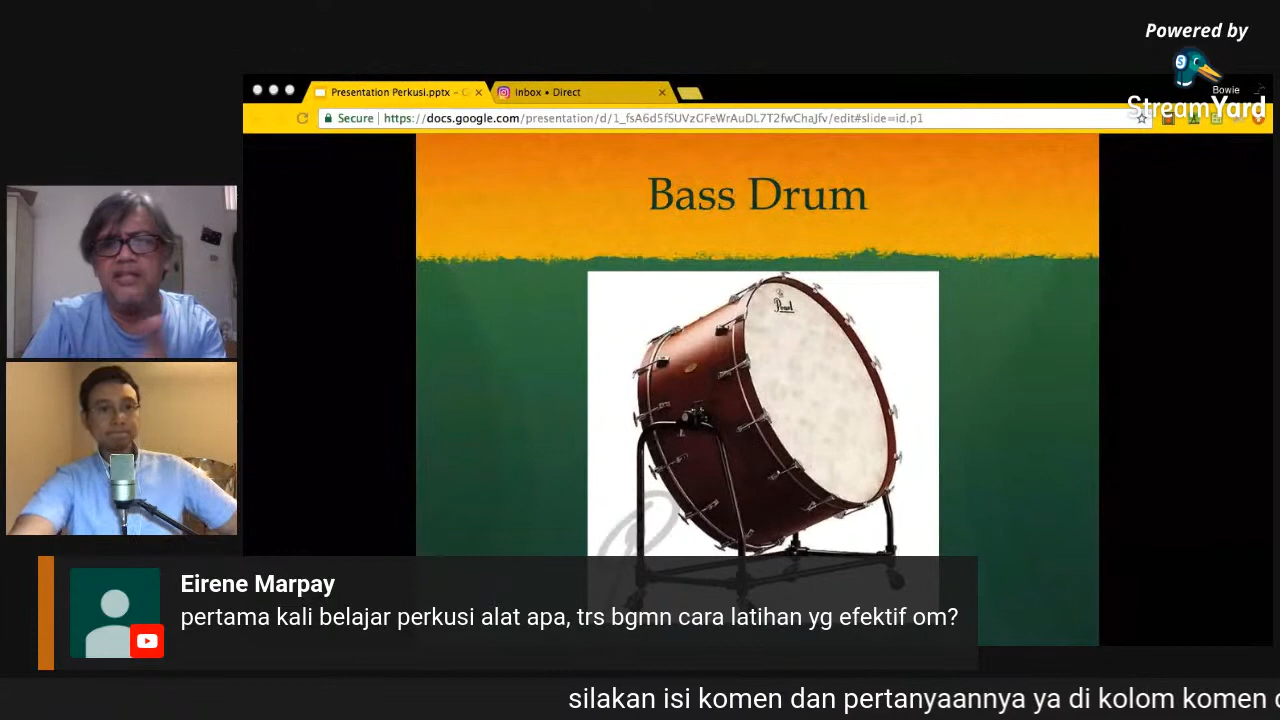 Powered by
Bowie
StreamYard
Presentation Perkusi.pptx - G
Inbox • Direct
Secure
https://docs.google.com/presentation/d/1_fsA6d5fSUVzGFeWrAuDL7T2fwChaJfv/edit#slide=id.p1
Bass Drum
Pearl
Eirene Marpay
pertama kali belajar perkusi alat apa, trs bgmn cara latihan yg efektif om?
silakan isi komen dan pertanyaannya ya di kolom komen